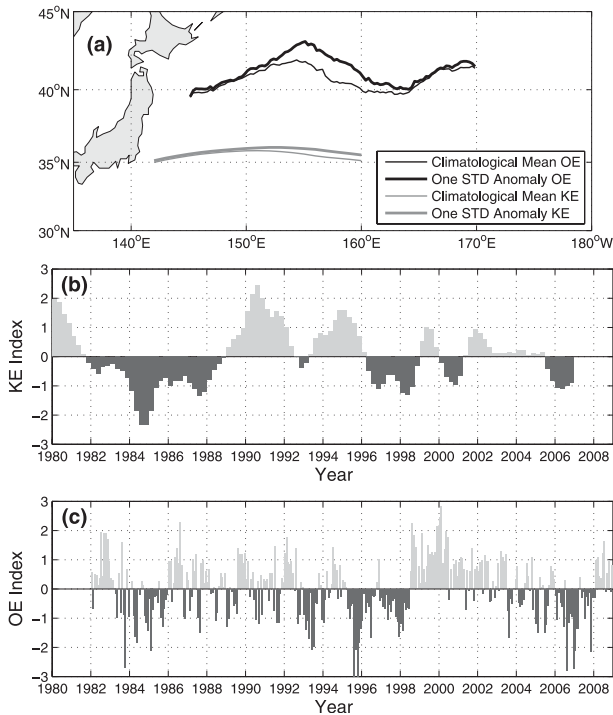 45°N
(a)
40°N
35°N
30°N
Climatological Mean OE
One STD Anomaly OE
Climatological Mean KE
One STD Anomaly KE
140°E 150°E 160°E 170°E 180°W
(b)
KE Index
3
2
1
0
−1
−2
−3
1980 1982 1984 1986 1988 1990 1992 1994 1996 1998 2000 2002 2004 2006 2008
Year
(c)
OE Index
3
2
1
0
−1
−2
−3
1980 1982 1984 1986 1988 1990 1992 1994 1996 1998 2000 2002 2004 2006 2008
Year